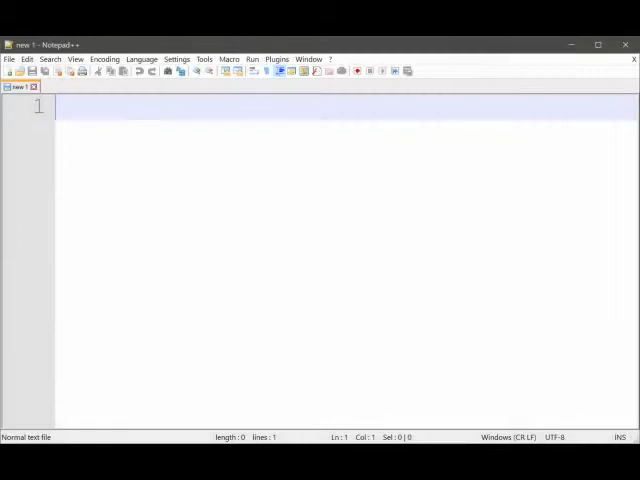 new 1 - Notepad++
File Edit Search View Encoding Language Settings Tools Macro Run Plugins Window ? X
new 1
1
Normal text file length : 0 lines : 1 Ln : 1 Col : 1 Sel : 0 | 0 Windows (CR LF) UTF-8 INS